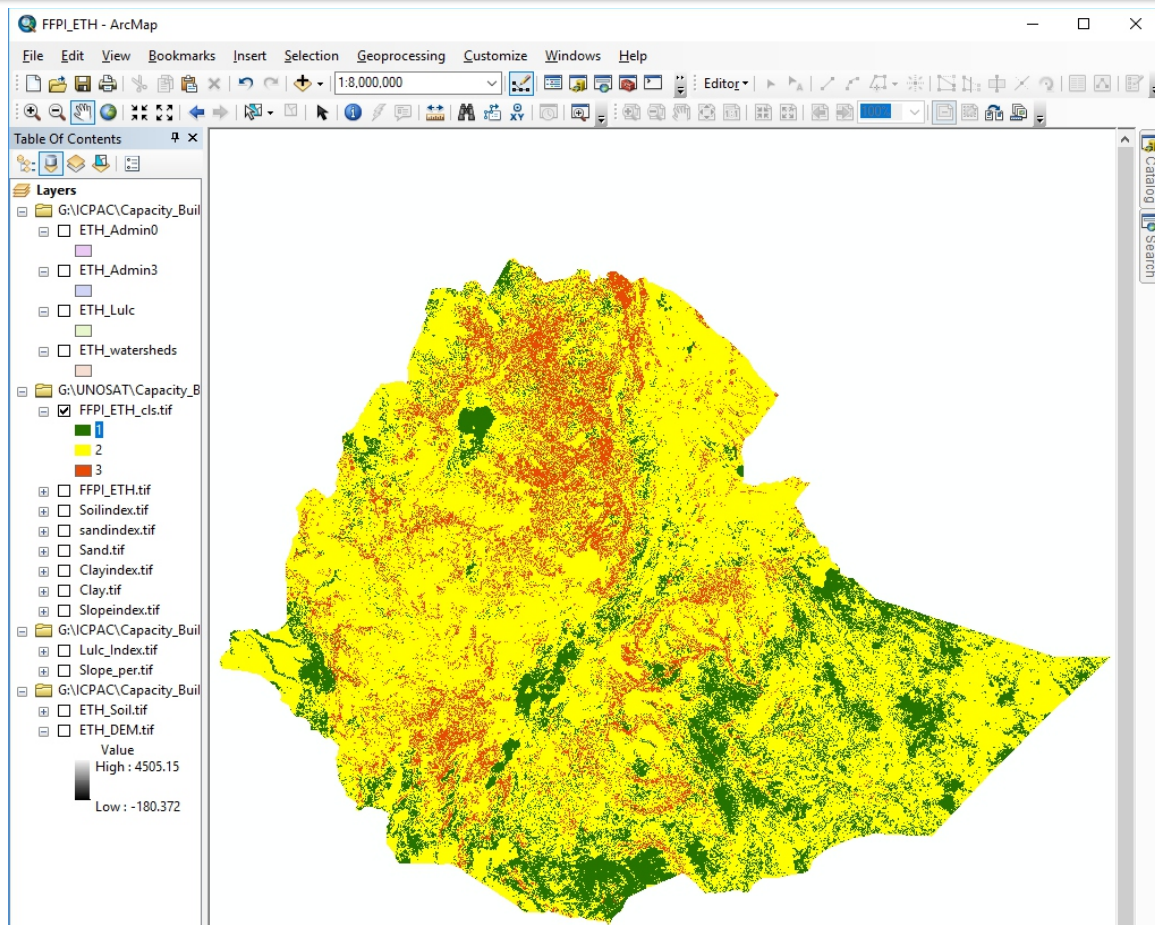 FFPI_ETH - ArcMap
File Edit View Bookmarks Insert Selection Geoprocessing Customize Windows Help
1:8,000,000 Editor
100%
Table Of Contents
Catalog
Search
Layers
G:\ICPAC\Capacity_Buil
ETH_Admin0
ETH_Admin3
ETH_Lulc
ETH_watersheds
G:\UNOSAT\Capacity_B
FFPI_ETH_cls.tif
1
2
3
FFPI_ETH.tif
Soilindex.tif
sandindex.tif
Sand.tif
Clayindex.tif
Clay.tif
Slopeindex.tif
G:\ICPAC\Capacity_Buil
Lulc_Index.tif
Slope_per.tif
G:\ICPAC\Capacity_Buil
ETH_Soil.tif
ETH_DEM.tif
Value
High : 4505.15
Low : -180.372